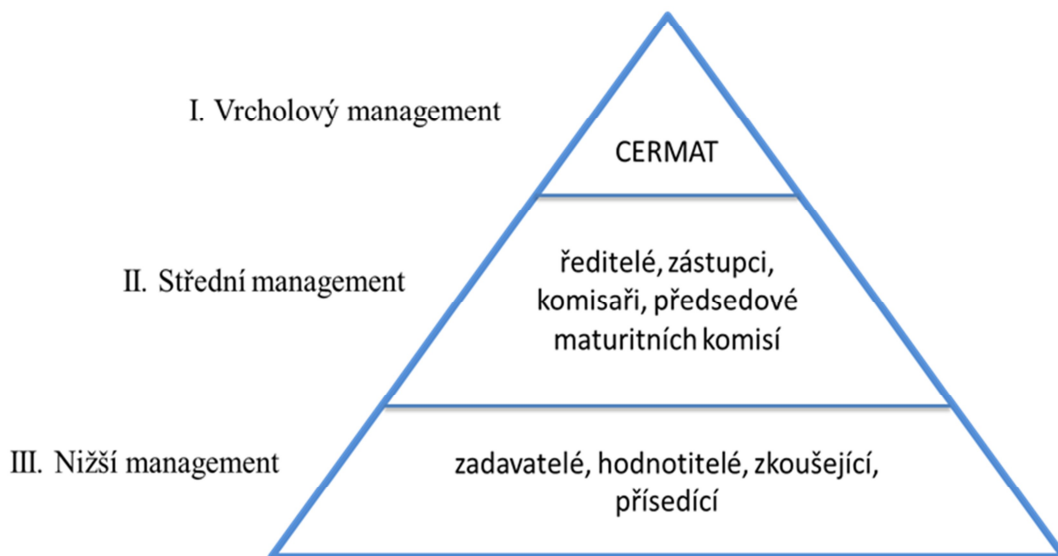 I. Vrcholový management
CERMAT
II. Střední management
ředitelé, zástupci,
komisaři, předsedové
maturitních komisí
III. Nižší management
zadavatelé, hodnotitelé, zkoušející,
přísedící